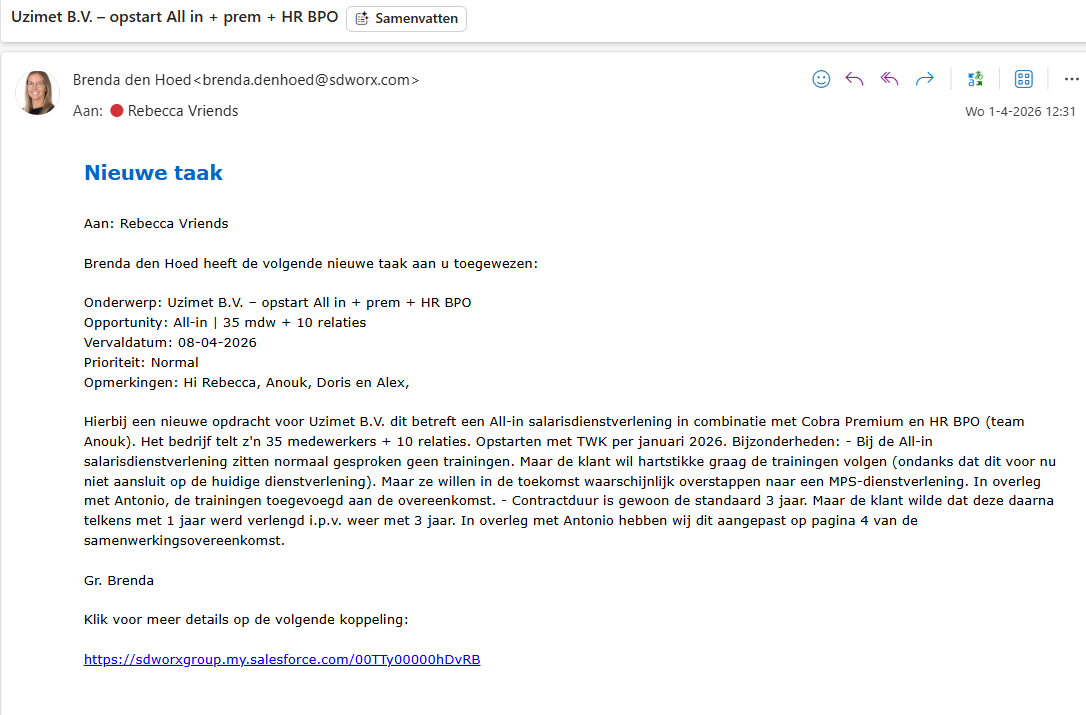 Uzimet B.V. – opstart All in + prem + HR BPO Samenvatten
Brenda den Hoed<brenda.denhoed@sdworx.com>
Aan: Rebecca Vriends
Wo 1-4-2026 12:31
Nieuwe taak
Aan: Rebecca Vriends
Brenda den Hoed heeft de volgende nieuwe taak aan u toegewezen:
Onderwerp: Uzimet B.V. – opstart All in + prem + HR BPO
Opportunity: All-in | 35 mdw + 10 relaties
Vervaldatum: 08-04-2026
Prioriteit: Normal
Opmerkingen: Hi Rebecca, Anouk, Doris en Alex,
Hierbij een nieuwe opdracht voor Uzimet B.V. dit betreft een All-in salarisdienstverlening in combinatie met Cobra Premium en HR BPO (team
Anouk). Het bedrijf telt z'n 35 medewerkers + 10 relaties. Opstarten met TWK per januari 2026. Bijzonderheden: - Bij de All-in
salarisdienstverlening zitten normaal gesproken geen trainingen. Maar de klant wil hartstikke graag de trainingen volgen (ondanks dat dit voor nu
niet aansluit op de huidige dienstverlening). Maar ze willen in de toekomst waarschijnlijk overstappen naar een MPS-dienstverlening. In overleg
met Antonio, de trainingen toegevoegd aan de overeenkomst. - Contractduur is gewoon de standaard 3 jaar. Maar de klant wilde dat deze daarna
telkens met 1 jaar werd verlengd i.p.v. weer met 3 jaar. In overleg met Antonio hebben wij dit aangepast op pagina 4 van de
samenwerkingsovereenkomst.
Gr. Brenda
Klik voor meer details op de volgende koppeling:
https://sdworxgroup.my.salesforce.com/00TTy00000hDvRB